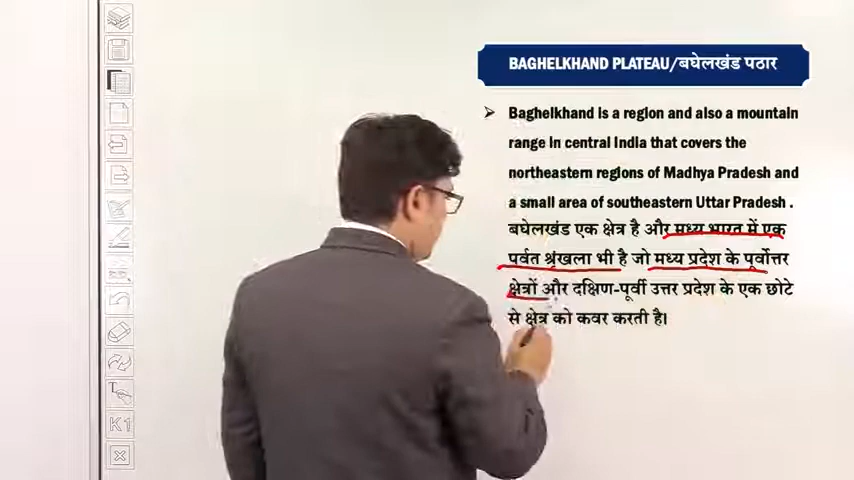 BAGHELKHAND PLATEAU/बघेलखंड पठार
➢ Baghelkhand is a region and also a mountain
range in central India that covers the
northeastern regions of Madhya Pradesh and
a small area of southeastern Uttar Pradesh .
बघेलखंड एक क्षेत्र है और मध्य भारत में एक
पर्वत श्रृंखला भी है जो मध्य प्रदेश के पूर्वोत्तर
क्षेत्रों और दक्षिण-पूर्वी उत्तर प्रदेश के एक छोटे
से क्षेत्र को कवर करती है।
K1